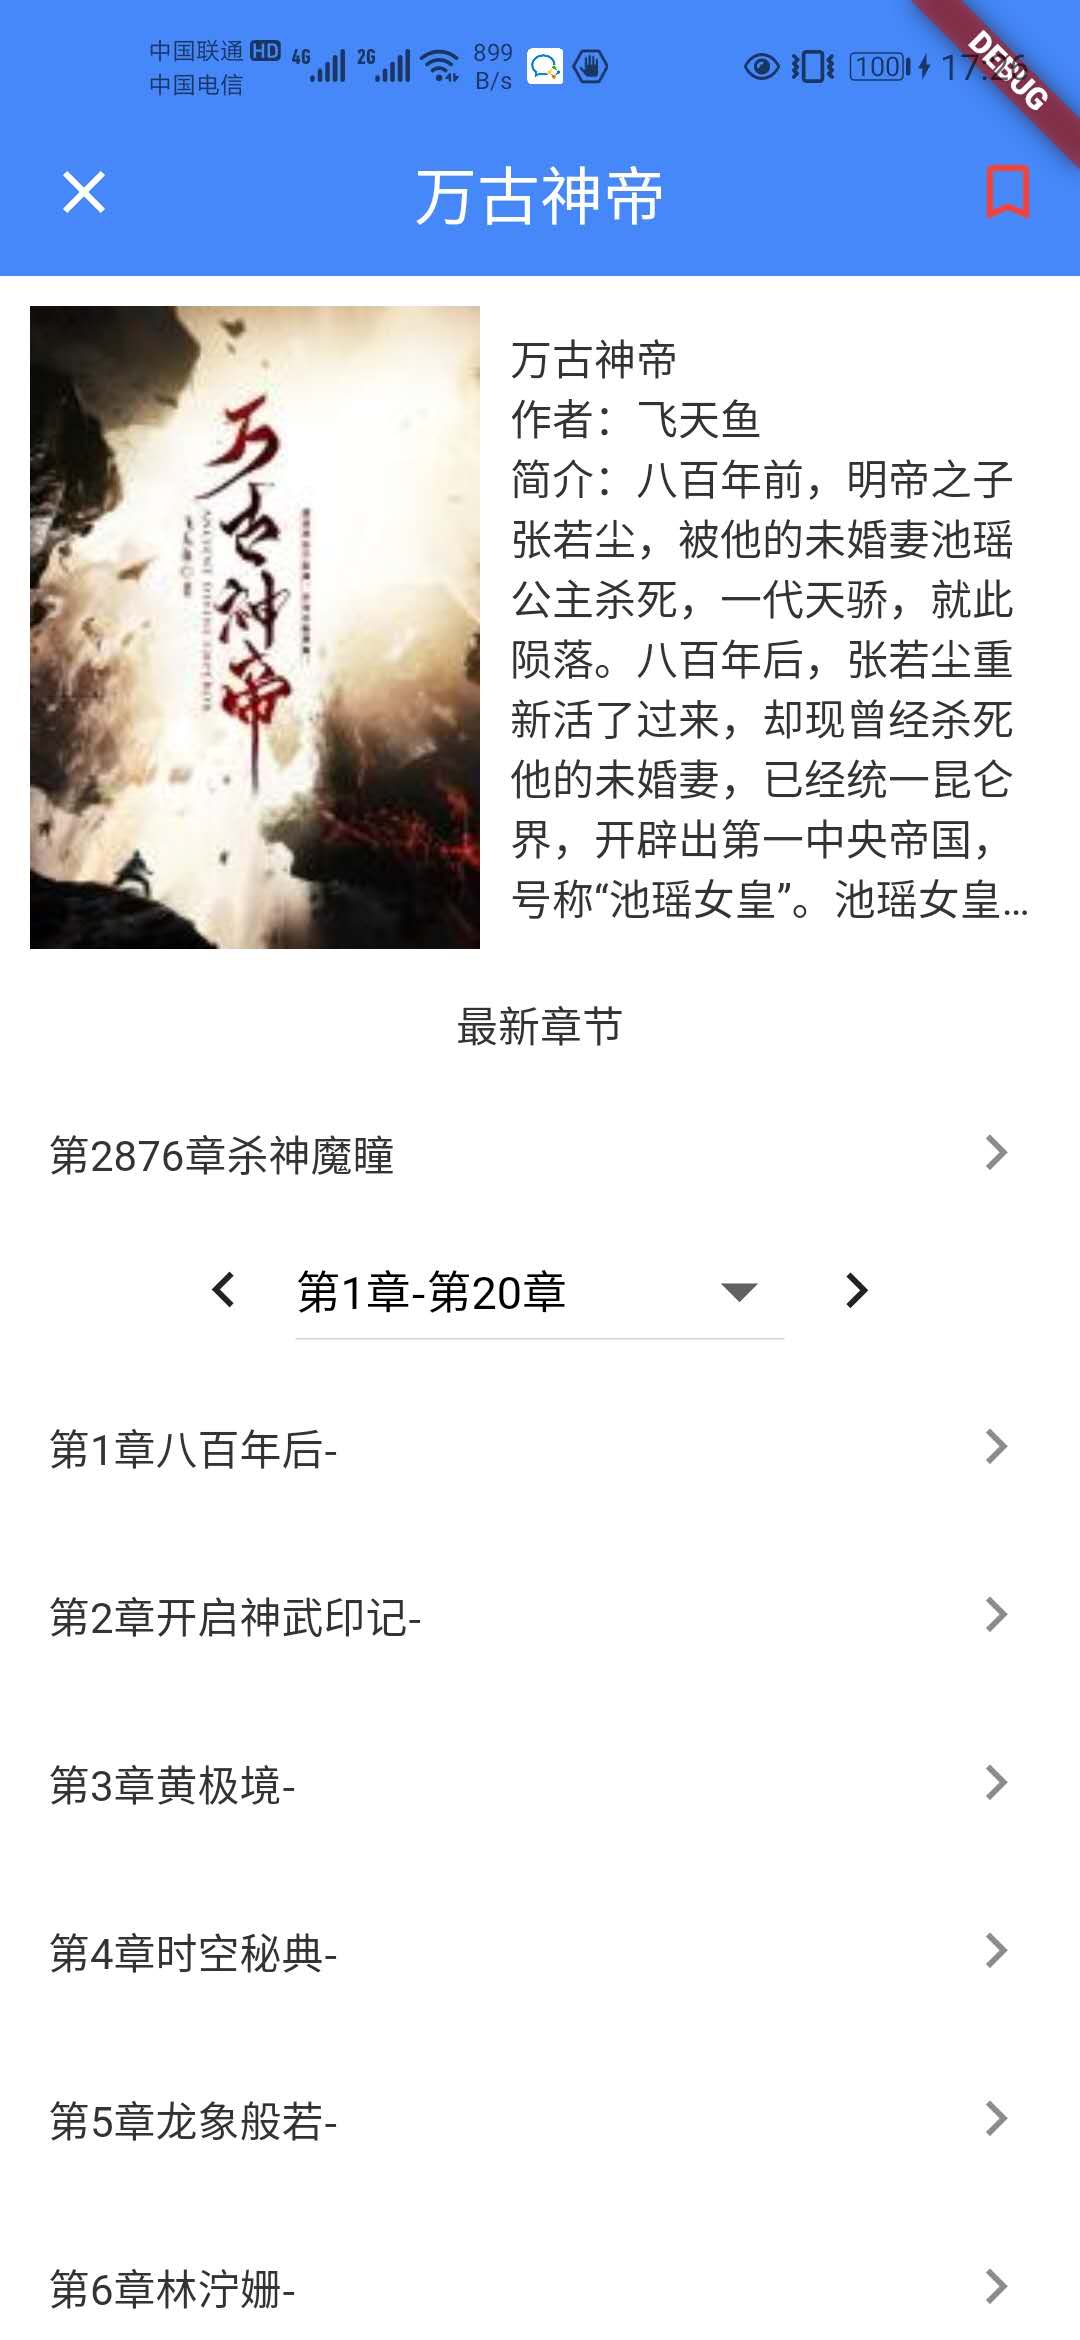 中国联通 HD 4G 2G 899 B/s 100
中国电信
DEBUG
万古神帝
万古神帝
万古神帝
作者：飞天鱼
简介：八百年前，明帝之子
张若尘，被他的未婚妻池瑶
公主杀死，一代天骄，就此
陨落。八百年后，张若尘重
新活了过来，却现曾经杀死
他的未婚妻，已经统一昆仑
界，开辟出第一中央帝国，
号称“池瑶女皇”。池瑶女皇...
最新章节
第2876章杀神魔瞳
第1章-第20章
第1章八百年后-
第2章开启神武印记-
第3章黄极境-
第4章时空秘典-
第5章龙象般若-
第6章林泞姗-